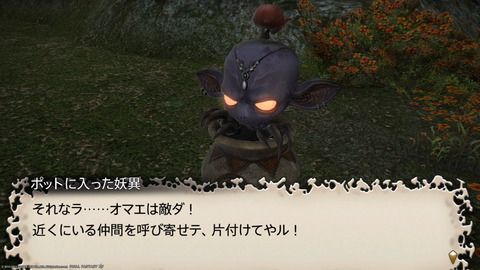 ポットに入った妖異
それなラ……オマエは敵ダ！
近くにいる仲間を呼び寄せテ、片付けてやル！